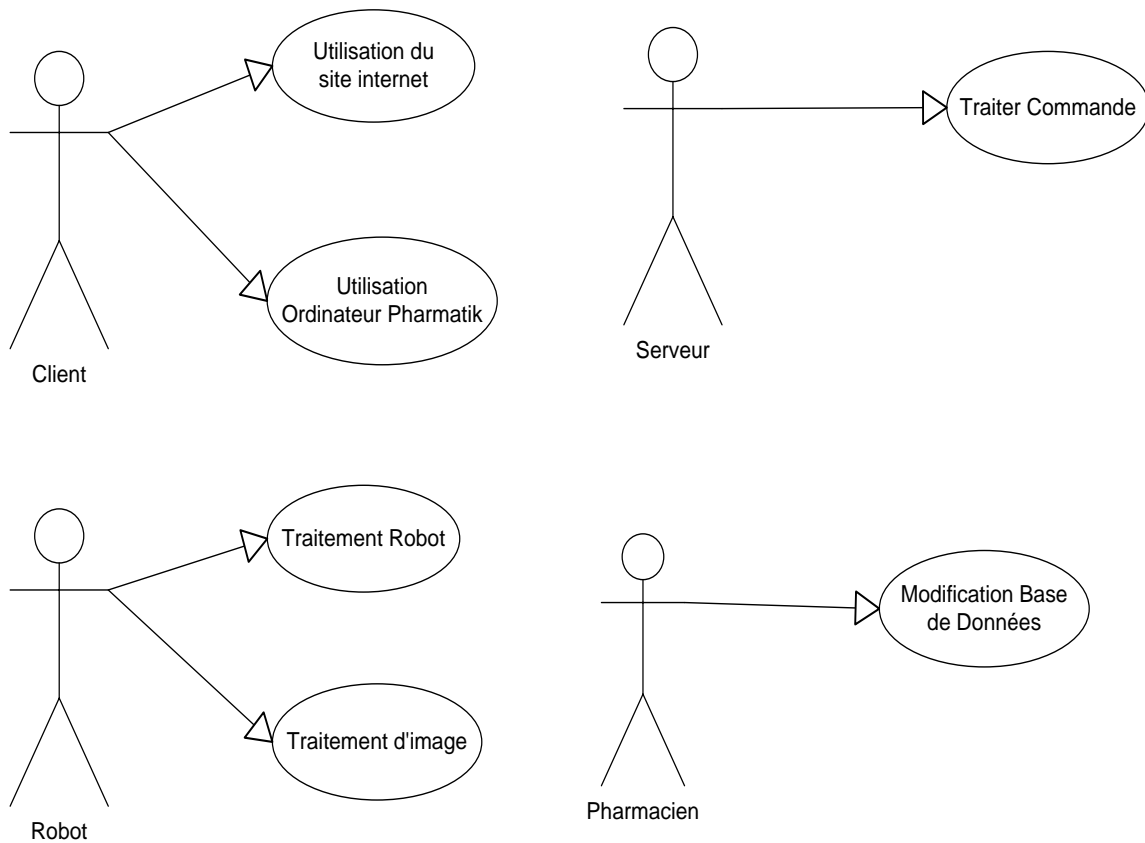 Utilisation du
site internet
Utilisation
Ordinateur Pharmatik
Client
Traiter Commande
Serveur
Traitement Robot
Traitement d'image
Robot
Modification Base
de Données
Pharmacien